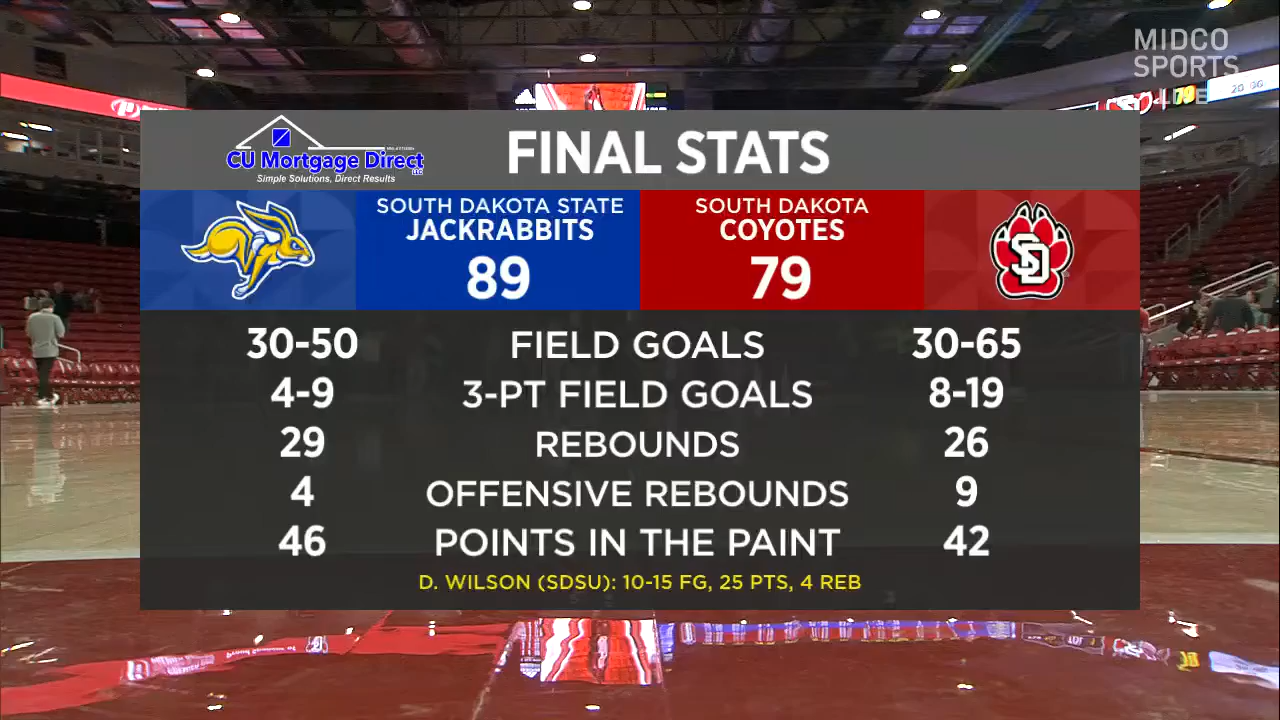 MIDCO
SPORTS
CU Mortgage Direct
LLC
Simple Solutions, Direct Results
FINAL STATS
SOUTH DAKOTA STATE
JACKRABBITS
89
SOUTH DAKOTA
COYOTES
79
SD
30-50 FIELD GOALS 30-65
4-9 3-PT FIELD GOALS 8-19
29 REBOUNDS 26
4 OFFENSIVE REBOUNDS 9
46 POINTS IN THE PAINT 42
D. WILSON (SDSU): 10-15 FG, 25 PTS, 4 REB